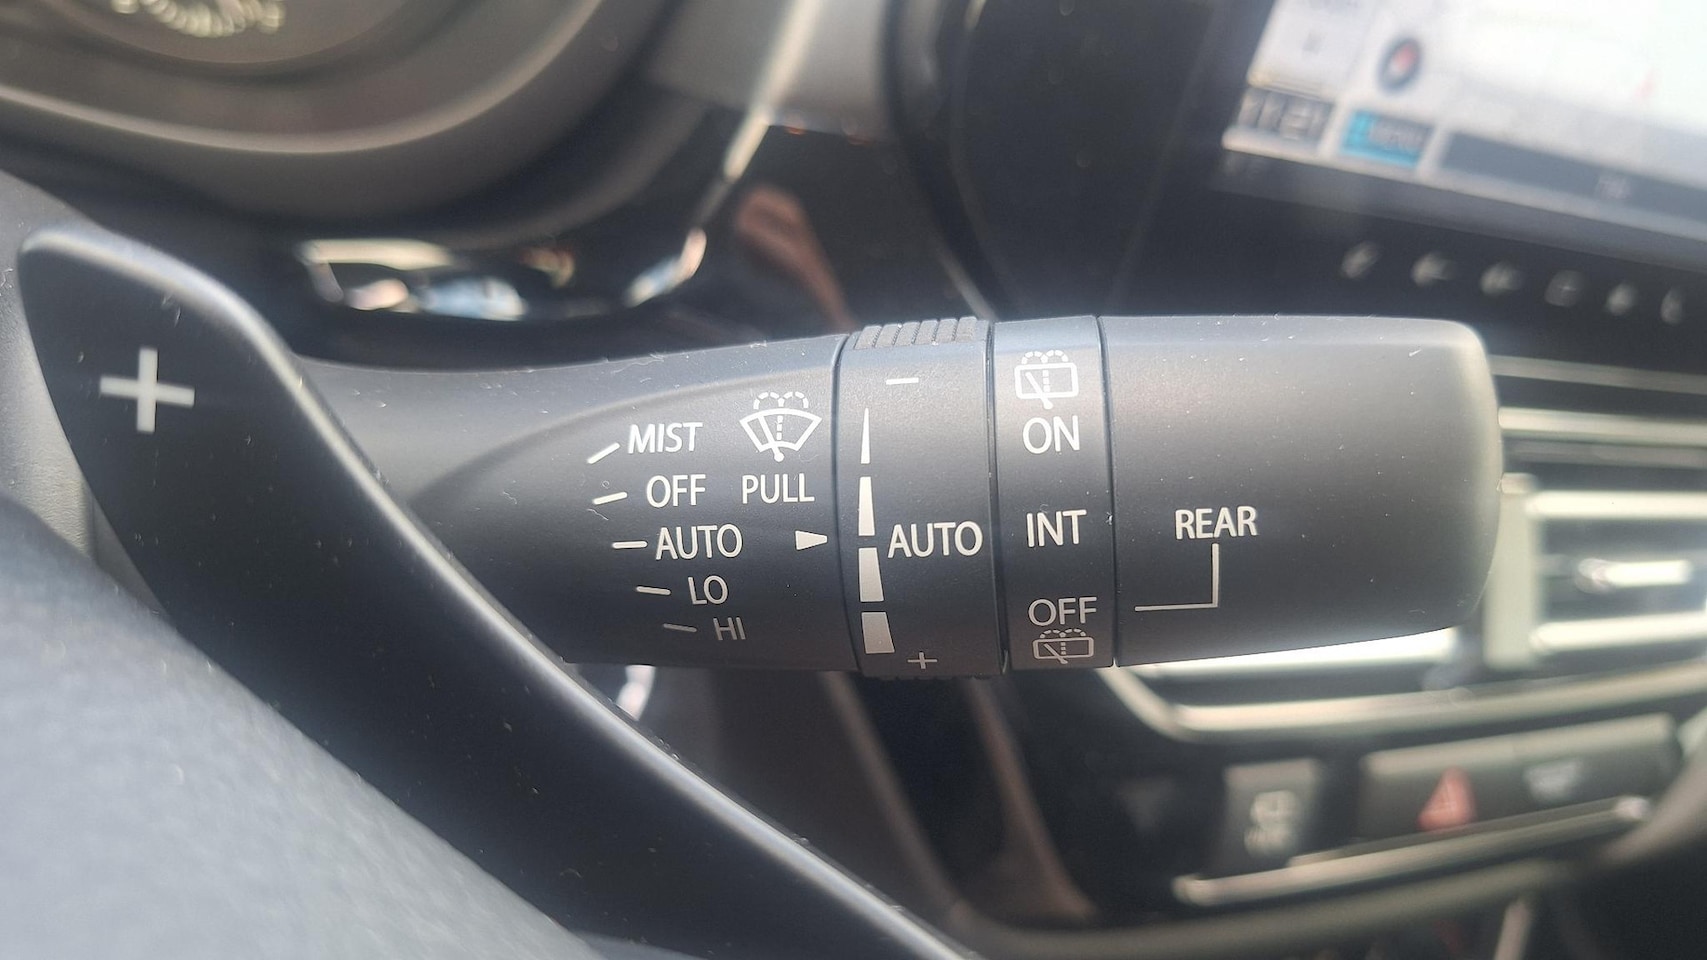 +
MIST
OFF PULL
AUTO
LO
HI
−
AUTO
+
ON
INT
OFF
REAR